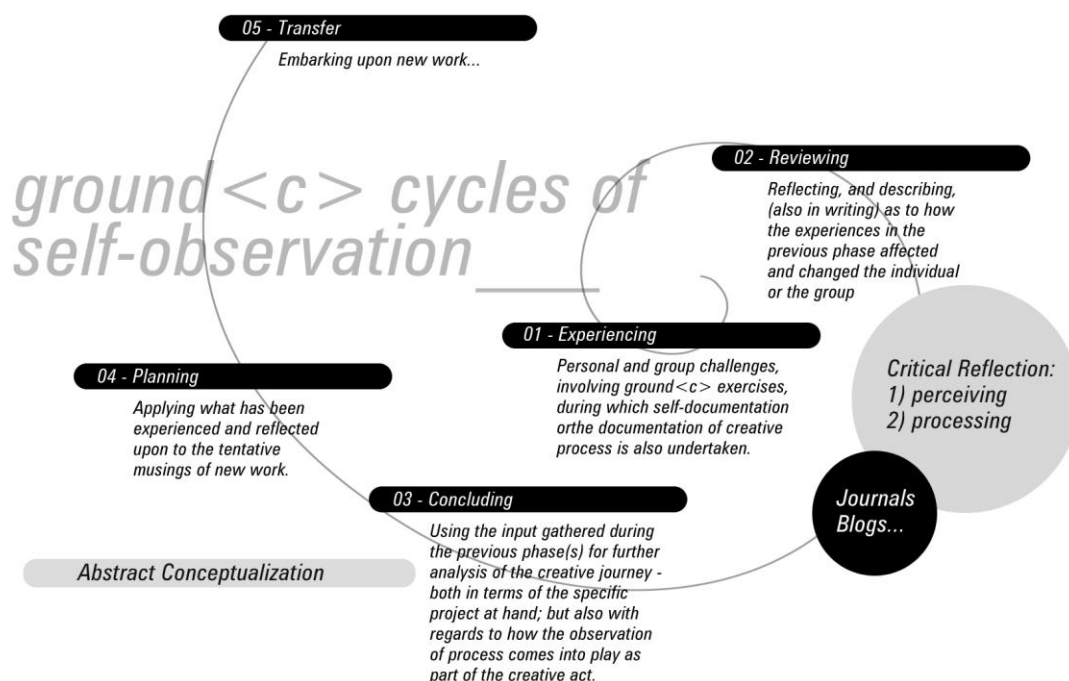 05 - Transfer
Embarking upon new work...
ground<c> cycles of
self-observation __
02 - Reviewing
Reflecting, and describing,
(also in writing) as to how
the experiences in the
previous phase affected
and changed the individual
or the group
01 - Experiencing
Personal and group challenges,
involving ground<c> exercises,
during which self-documentation
orthe documentation of creative
process is also undertaken.
Critical Reflection:
1) perceiving
2) processing
04 - Planning
Applying what has been
experienced and reflected
upon to the tentative
musings of new work.
Journals
Blogs...
03 - Concluding
Using the input gathered during
the previous phase(s) for further
analysis of the creative journey -
both in terms of the specific
project at hand; but also with
regards to how the observation
of process comes into play as
part of the creative act.
Abstract Conceptualization